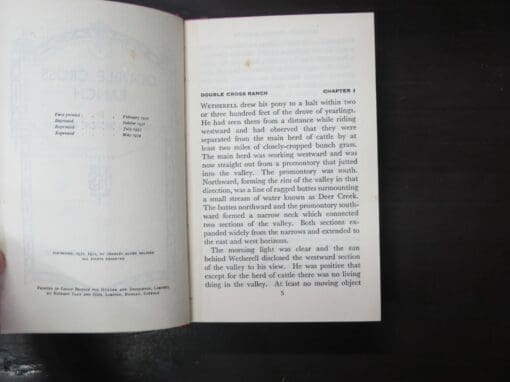 First printed February
Reprinted October
Reprinted July
Reprinted May
COPYRIGHT, BY CHARLES ALDEN SELTZER
ALL RIGHTS RESERVED
PRINTED IN GREAT BRITAIN FOR HODDER AND STOUGHTON, LIMITED,
BY RICHARD CLAY AND SONS, LIMITED, BUNGAY, SUFFOLK
DOUBLE CROSS RANCH CHAPTER I
WETHERELL drew his pony to a halt within two
or three hundred feet of the drove of yearlings.
He had seen them from a distance while riding
westward and had observed that they were
separated from the main herd of cattle by at
least two miles of closely-cropped bunch grass.
The main herd was working westward and was
now straight out from a promontory that jutted
into the valley. The promontory was south.
Northward, forming the rim of the valley in that
direction, was a line of ragged buttes surmounting
a small stream of water known as Deer Creek.
The buttes northward and the promontory south-
ward formed a narrow neck which connected
two sections of the valley. Both sections ex-
panded widely from the narrows and extended to
the east and west horizons.
The morning light was clear and the sun
behind Wetherell disclosed the westward section
of the valley to his view. He was positive that
except for the herd of cattle there was no living
thing in the valley. At least no moving object
5